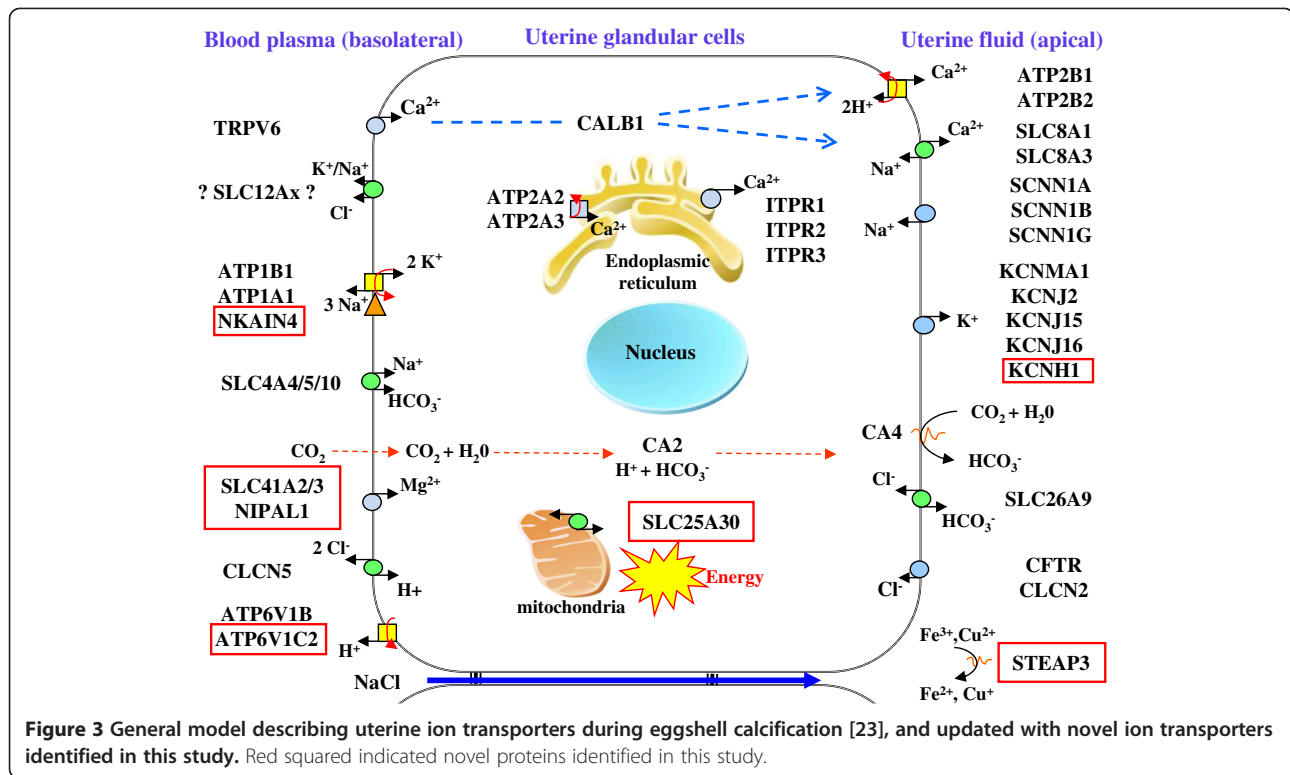 Blood plasma (basolateral)
Uterine glandular cells
Uterine fluid (apical)
TRPV6
Ca²⁺
? SLC12Ax ?
K⁺/Na⁺
Cl⁻
ATP1B1
ATP1A1
NKAIN4
2 K⁺
3 Na⁺
SLC4A4/5/10
Na⁺
HCO₃⁻
CO₂
CO₂ + H₂0
CA2
H⁺ + HCO₃⁻
SLC41A2/3
NIPAL1
Mg²⁺
2 Cl⁻
CLCN5
H+
ATP6V1B
ATP6V1C2
H⁺
NaCl
CALB1
ATP2A2
ATP2A3
Ca²⁺
Ca²⁺
ITPR1
ITPR2
ITPR3
Endoplasmic
reticulum
Nucleus
SLC25A30
Energy
mitochondria
Ca²⁺
2H⁺
ATP2B1
ATP2B2
Ca²⁺
Na⁺
SLC8A1
SLC8A3
Na⁺
SCNN1A
SCNN1B
SCNN1G
K⁺
KCNMA1
KCNJ2
KCNJ15
KCNJ16
KCNH1
CA4
CO₂ + H₂0
HCO₃⁻
Cl⁻
HCO₃⁻
SLC26A9
Cl⁻
CFTR
CLCN2
Fe³⁺,Cu²⁺
STEAP3
Fe²⁺, Cu⁺
Figure 3 General model describing uterine ion transporters during eggshell calcification [23], and updated with novel ion transporters
identified in this study. Red squared indicated novel proteins identified in this study.